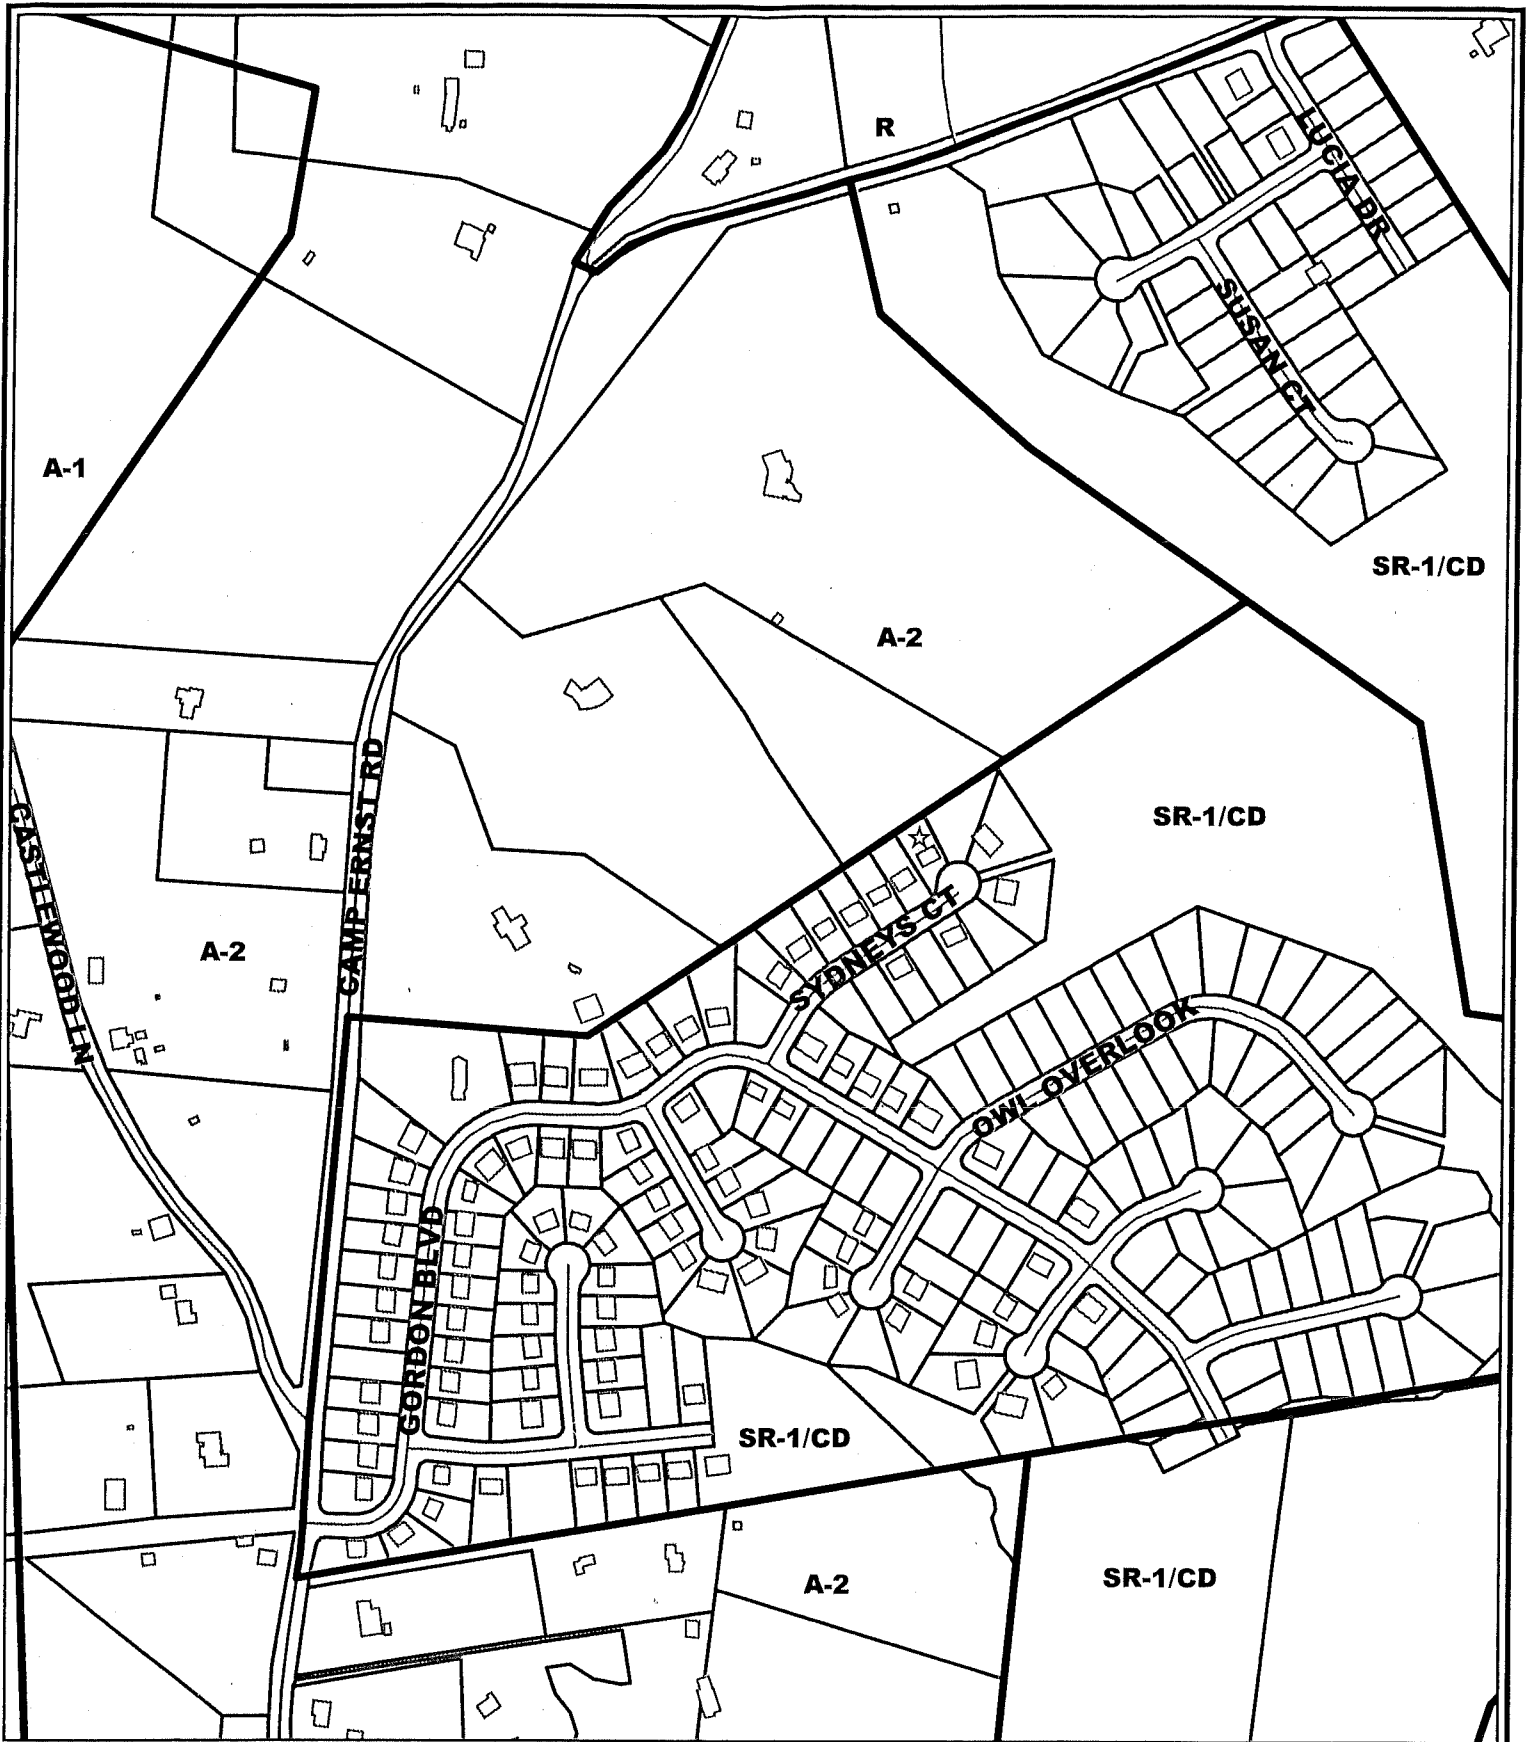 R
LUCIA DR
SUSAN CT
A-1
SR-1/CD
A-2
CAMP ERNST RD
SR-1/CD
CASTLEWOOD LN
A-2
SYDNEYS CT
OWL OVERLOOK
GORDON BLVD
SR-1/CD
A-2
SR-1/CD